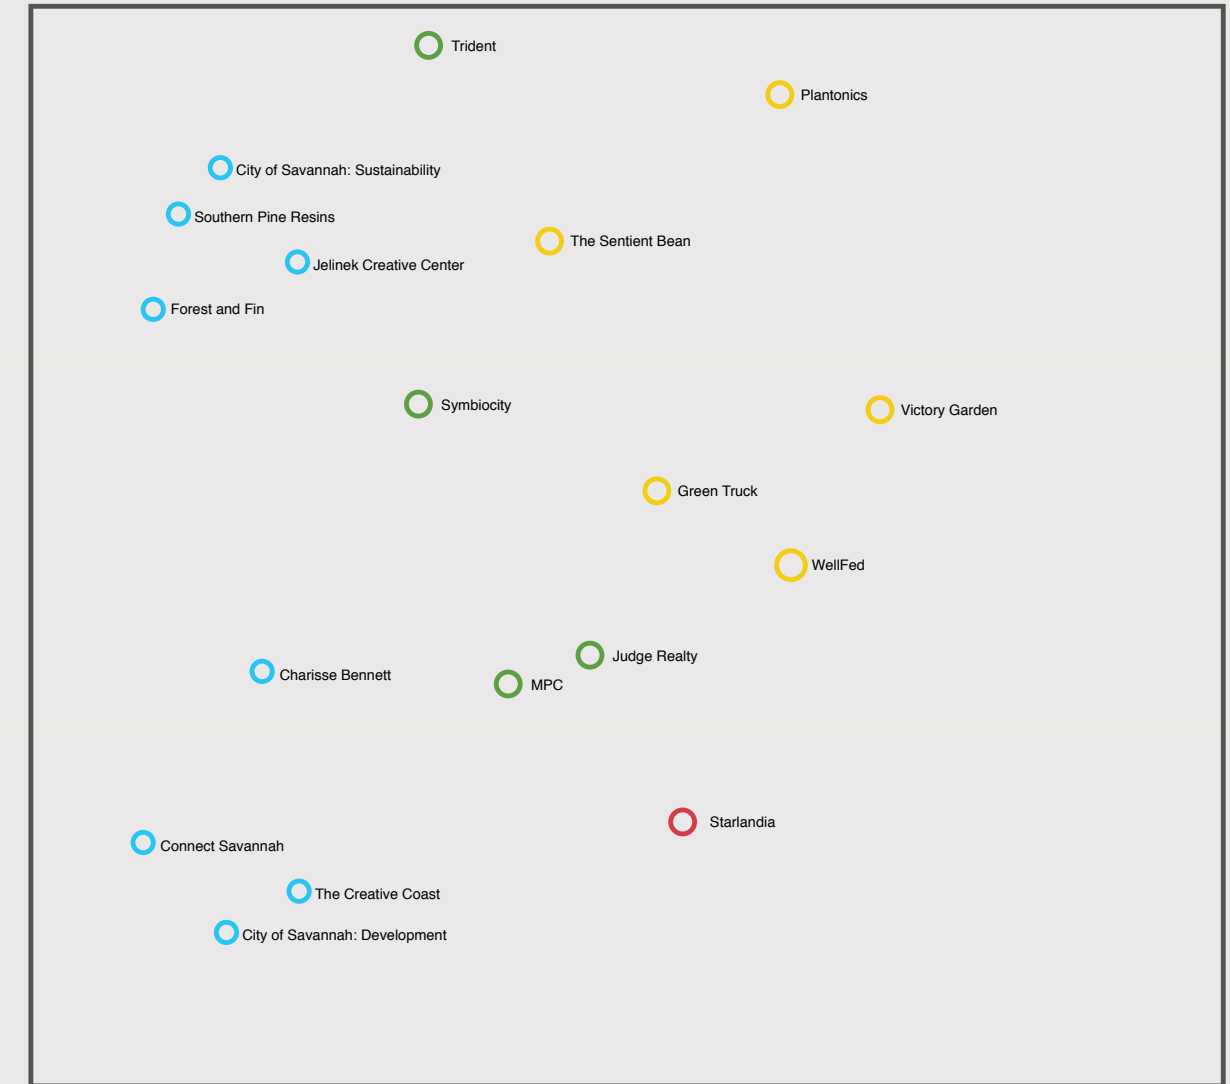 Trident
Plantonics
City of Savannah: Sustainability
Southern Pine Resins
The Sentient Bean
Jelinek Creative Center
Forest and Fin
Symbiocity
Victory Garden
Green Truck
WellFed
Judge Realty
Charisse Bennett
MPC
Starlandia
Connect Savannah
The Creative Coast
City of Savannah: Development